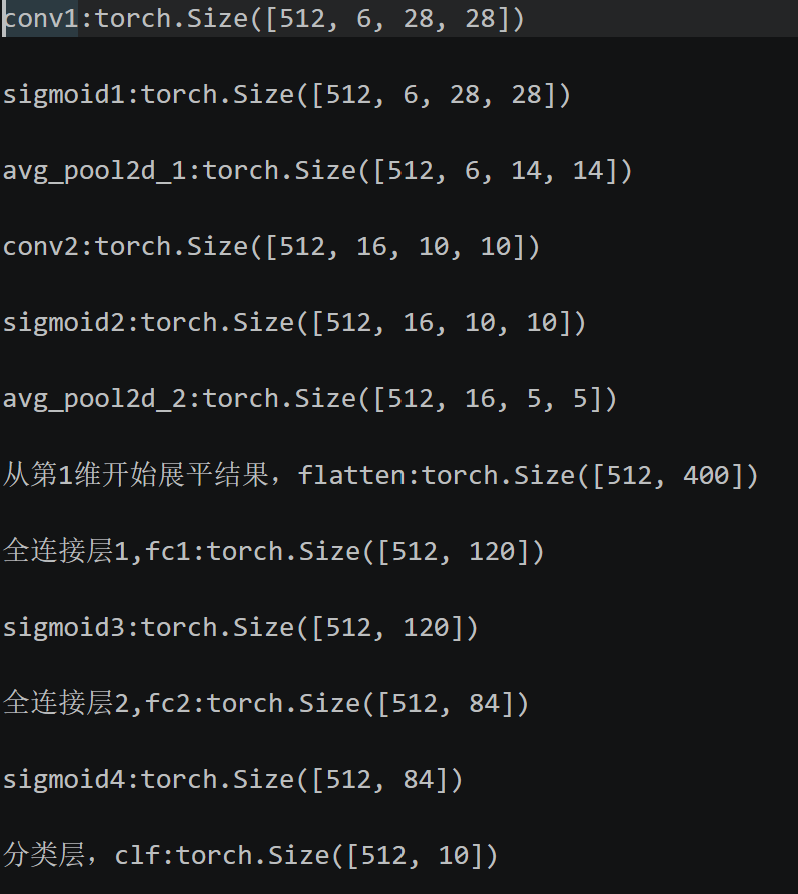 conv1:torch.Size([512, 6, 28, 28])
sigmoid1:torch.Size([512, 6, 28, 28])
avg_pool2d_1:torch.Size([512, 6, 14, 14])
conv2:torch.Size([512, 16, 10, 10])
sigmoid2:torch.Size([512, 16, 10, 10])
avg_pool2d_2:torch.Size([512, 16, 5, 5])
从第1维开始展平结果，flatten:torch.Size([512, 400])
全连接层1,fc1:torch.Size([512, 120])
sigmoid3:torch.Size([512, 120])
全连接层2,fc2:torch.Size([512, 84])
sigmoid4:torch.Size([512, 84])
分类层，clf:torch.Size([512, 10])